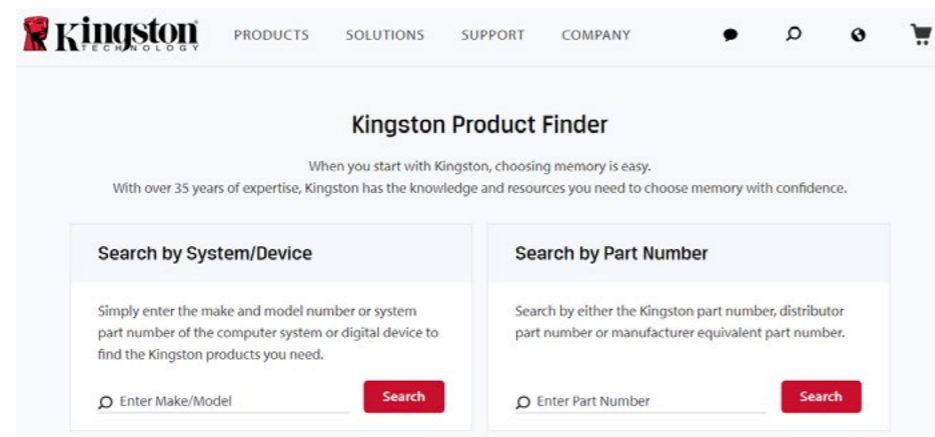 Kingston
TECHNOLOGY
PRODUCTS SOLUTIONS SUPPORT COMPANY
Kingston Product Finder
When you start with Kingston, choosing memory is easy.
With over 35 years of expertise, Kingston has the knowledge and resources you need to choose memory with confidence.
Search by System/Device
Simply enter the make and model number or system
part number of the computer system or digital device to
find the Kingston products you need.
Enter Make/Model Search
Search by Part Number
Search by either the Kingston part number, distributor
part number or manufacturer equivalent part number.
Enter Part Number Search